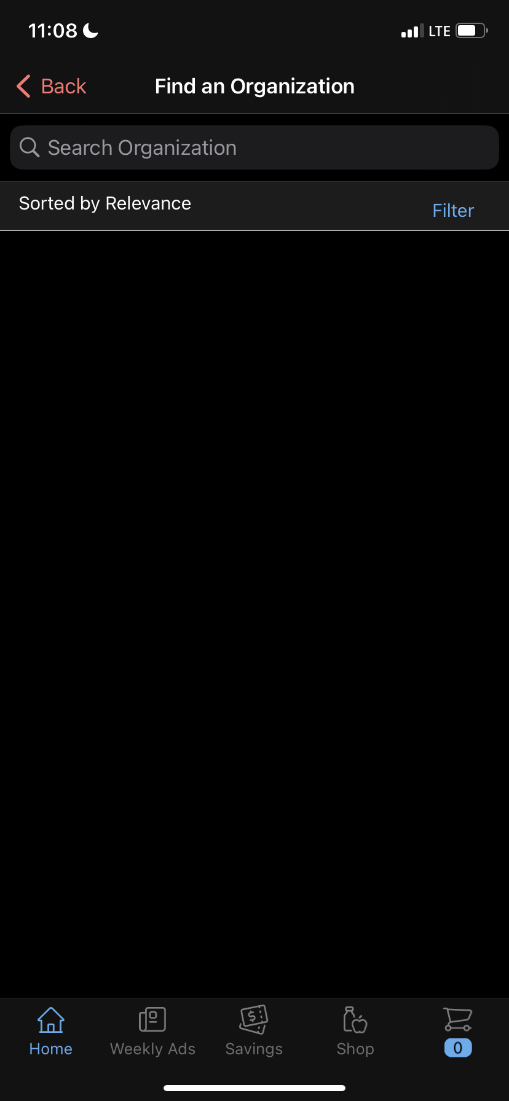 11:08 LTE
Back Find an Organization
Search Organization
Sorted by Relevance
Filter
Home Weekly Ads Savings Shop 0